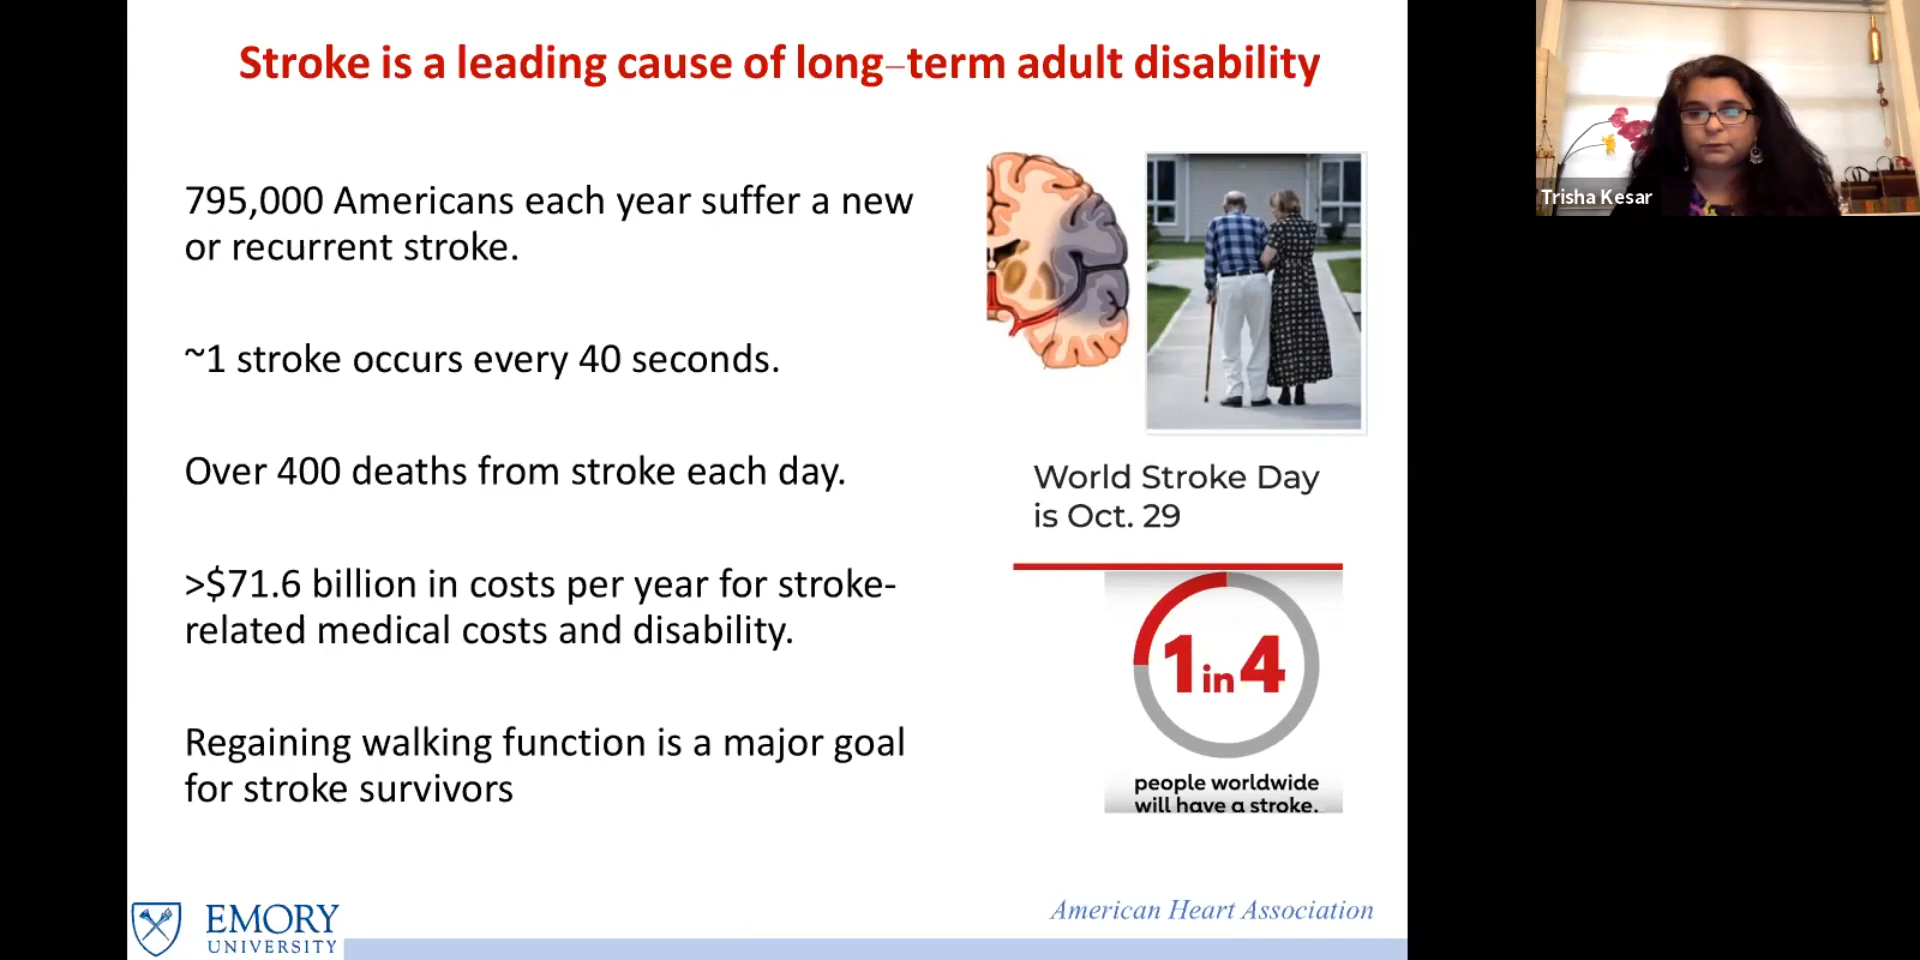 Stroke is a leading cause of long–term adult disability
795,000 Americans each year suffer a new
or recurrent stroke.
~1 stroke occurs every 40 seconds.
Over 400 deaths from stroke each day.
>$71.6 billion in costs per year for stroke-
related medical costs and disability.
Regaining walking function is a major goal
for stroke survivors
World Stroke Day
is Oct. 29
1 in 4
people worldwide
will have a stroke.
EMORY
UNIVERSITY
American Heart Association
Trisha Kesar